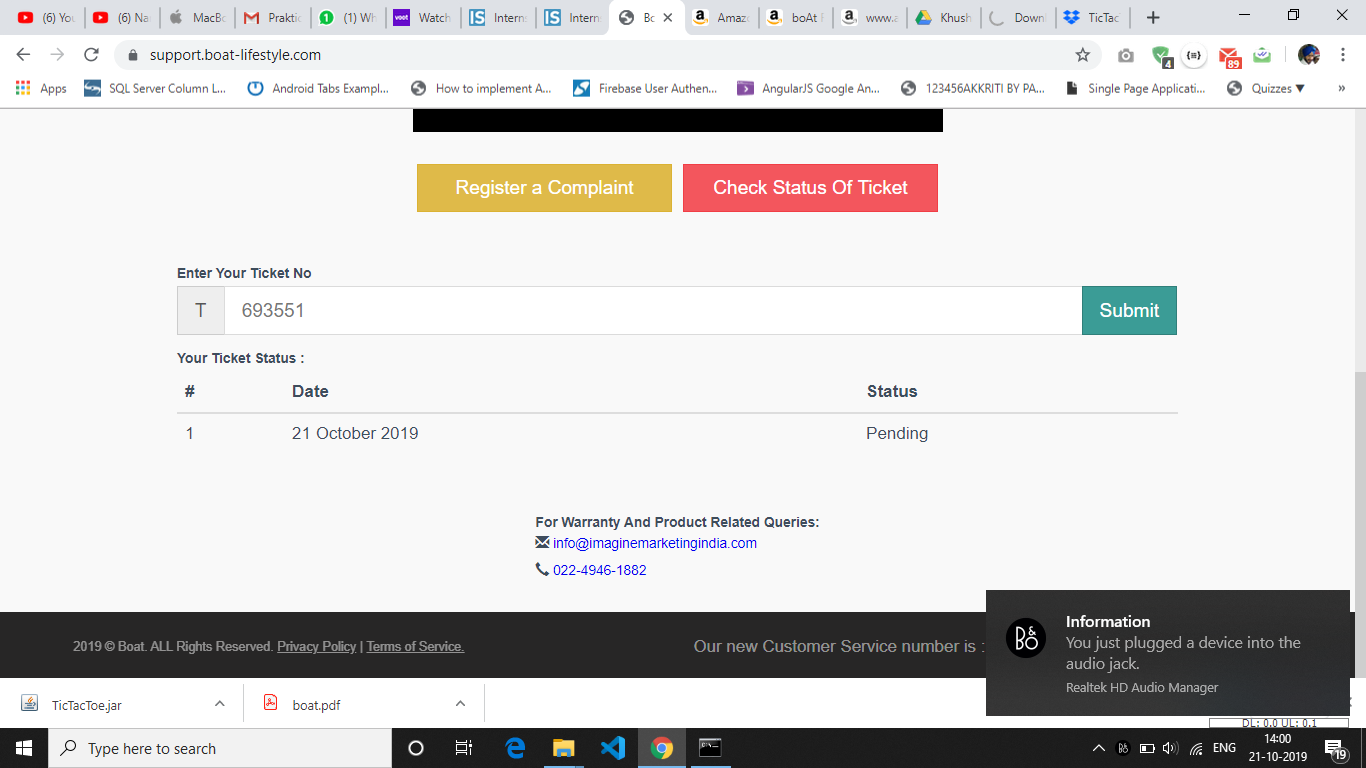 (6) You
(6) Na
MacBo
Praktic
(1) Wh
voot Watch
IS Interns
IS Intern
Bo
Amazo
boAt
www.a
Khush
Down
TicTac
support.boat-lifestyle.com
4
89
Apps
SQL Server Column L...
Android Tabs Exampl...
How to implement A...
Firebase User Authen...
AngularJS Google An...
123456AKKRITI BY PA...
Single Page Applicati...
Quizzes
Register a Complaint
Check Status Of Ticket
Enter Your Ticket No
T 693551 Submit
Your Ticket Status :
# Date Status
1 21 October 2019 Pending
For Warranty And Product Related Queries:
info@imaginemarketingindia.com
022-4946-1882
2019 © Boat. ALL Rights Reserved. Privacy Policy | Terms of Service.
Our new Customer Service number is :
B&O
Information
You just plugged a device into the
audio jack.
Realtek HD Audio Manager
TicTacToe.jar
boat.pdf
DL: 0.0 UL: 0.1
Type here to search
ENG
14:00
21-10-2019
19